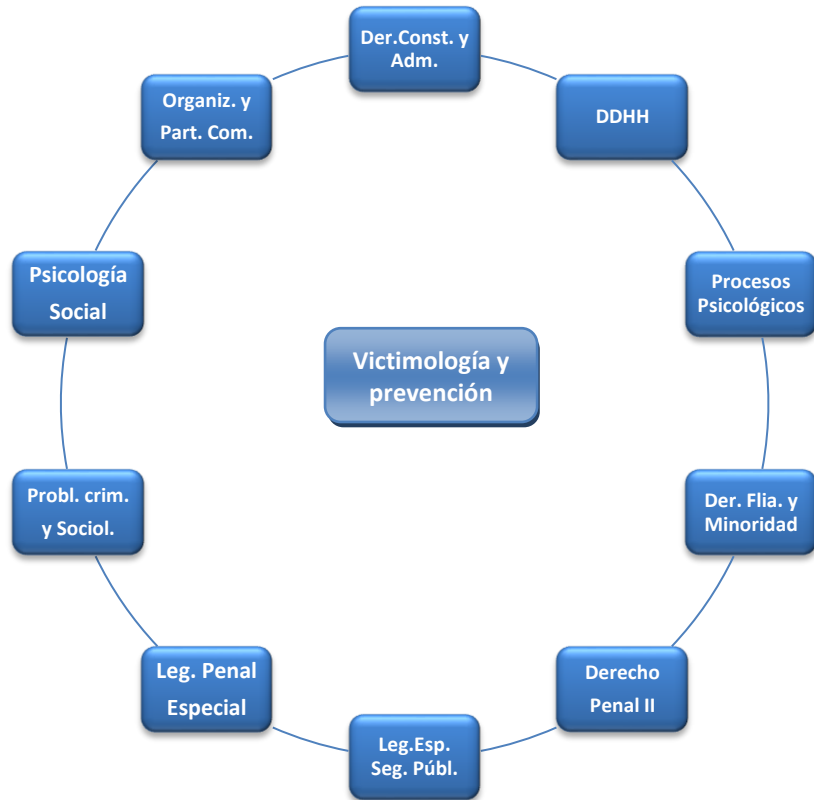 Der.Const. y
Adm.
DDHH
Procesos
Psicológicos
Der. Flia. y
Minoridad
Derecho
Penal II
Leg.Esp.
Seg. Públ.
Leg. Penal
Especial
Probl. crim.
y Sociol.
Psicología
Social
Organiz. y
Part. Com.
Victimología y
prevención